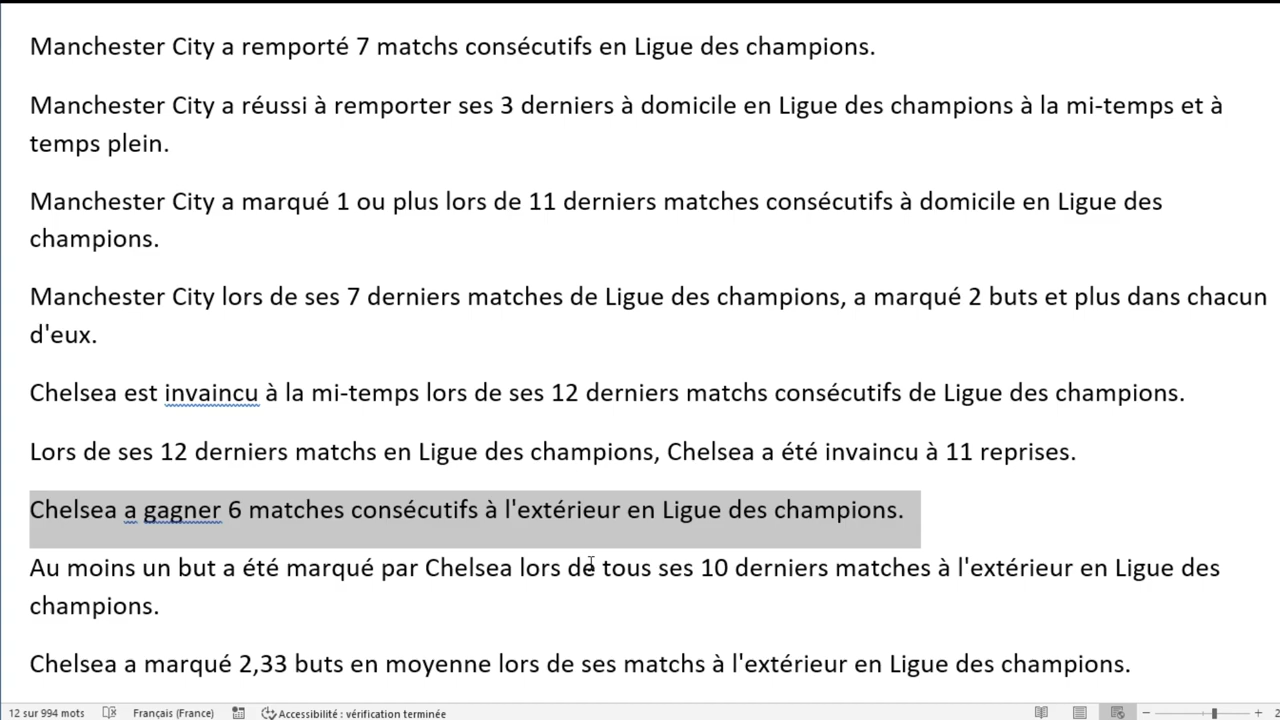 Manchester City a remporté 7 matchs consécutifs en Ligue des champions.
Manchester City a réussi à remporter ses 3 derniers à domicile en Ligue des champions à la mi-temps et à
temps plein.
Manchester City a marqué 1 ou plus lors de 11 derniers matches consécutifs à domicile en Ligue des
champions.
Manchester City lors de ses 7 derniers matches de Ligue des champions, a marqué 2 buts et plus dans chacun
d'eux.
Chelsea est invaincu à la mi-temps lors de ses 12 derniers matchs consécutifs de Ligue des champions.
Lors de ses 12 derniers matchs en Ligue des champions, Chelsea a été invaincu à 11 reprises.
Chelsea a gagner 6 matches consécutifs à l'extérieur en Ligue des champions.
Au moins un but a été marqué par Chelsea lors de tous ses 10 derniers matches à l'extérieur en Ligue des
champions.
Chelsea a marqué 2,33 buts en moyenne lors de ses matchs à l'extérieur en Ligue des champions.
12 sur 994 mots Français (France) Accessibilité : vérification terminée − + 2